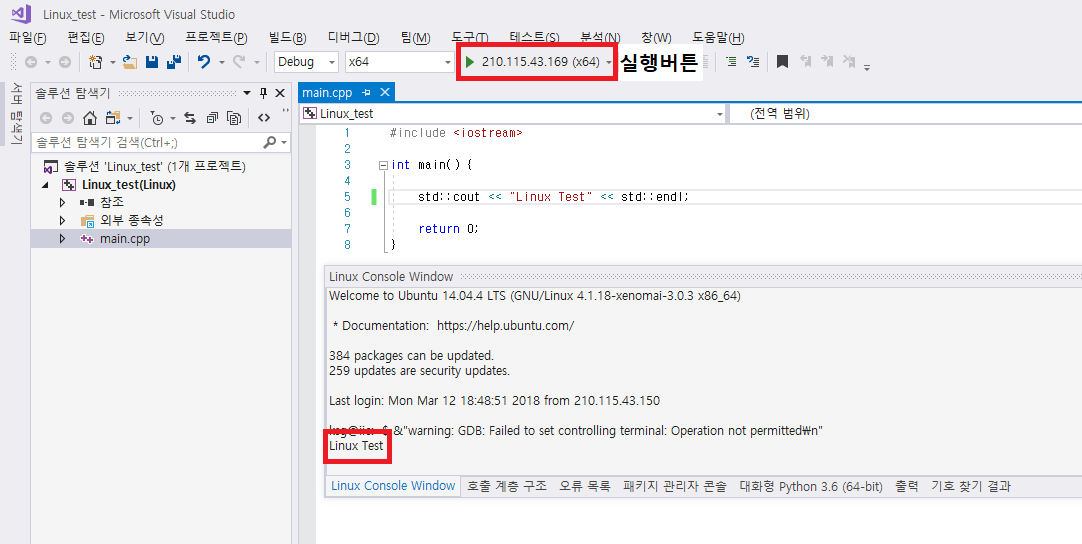 Linux_test - Microsoft Visual Studio
파일(F) 편집(E) 보기(V) 프로젝트(P) 빌드(B) 디버그(D) 팀(M) 도구(T) 테스트(S) 분석(N) 창(W) 도움말(H)
Debug x64 210.115.43.169 (x64) 실행버튼
서버 탐색기
솔루션 탐색기
솔루션 탐색기 검색(Ctrl+;)
솔루션 'Linux_test' (1개 프로젝트)
Linux_test(Linux)
참조
외부 종속성
main.cpp
main.cpp
Linux_test (전역 범위)
1 #include <iostream>
2
3 int main() {
4
5 std::cout << "Linux Test" << std::endl;
6
7 return 0;
8 }
Linux Console Window
Welcome to Ubuntu 14.04.4 LTS (GNU/Linux 4.1.18-xenomai-3.0.3 x86_64)
* Documentation: https://help.ubuntu.com/
384 packages can be updated.
259 updates are security updates.
Last login: Mon Mar 12 18:48:51 2018 from 210.115.43.150
&"warning: GDB: Failed to set controlling terminal: Operation not permitted₩n"
Linux Test
Linux Console Window 호출 계층 구조 오류 목록 패키지 관리자 콘솔 대화형 Python 3.6 (64-bit) 출력 기호 찾기 결과